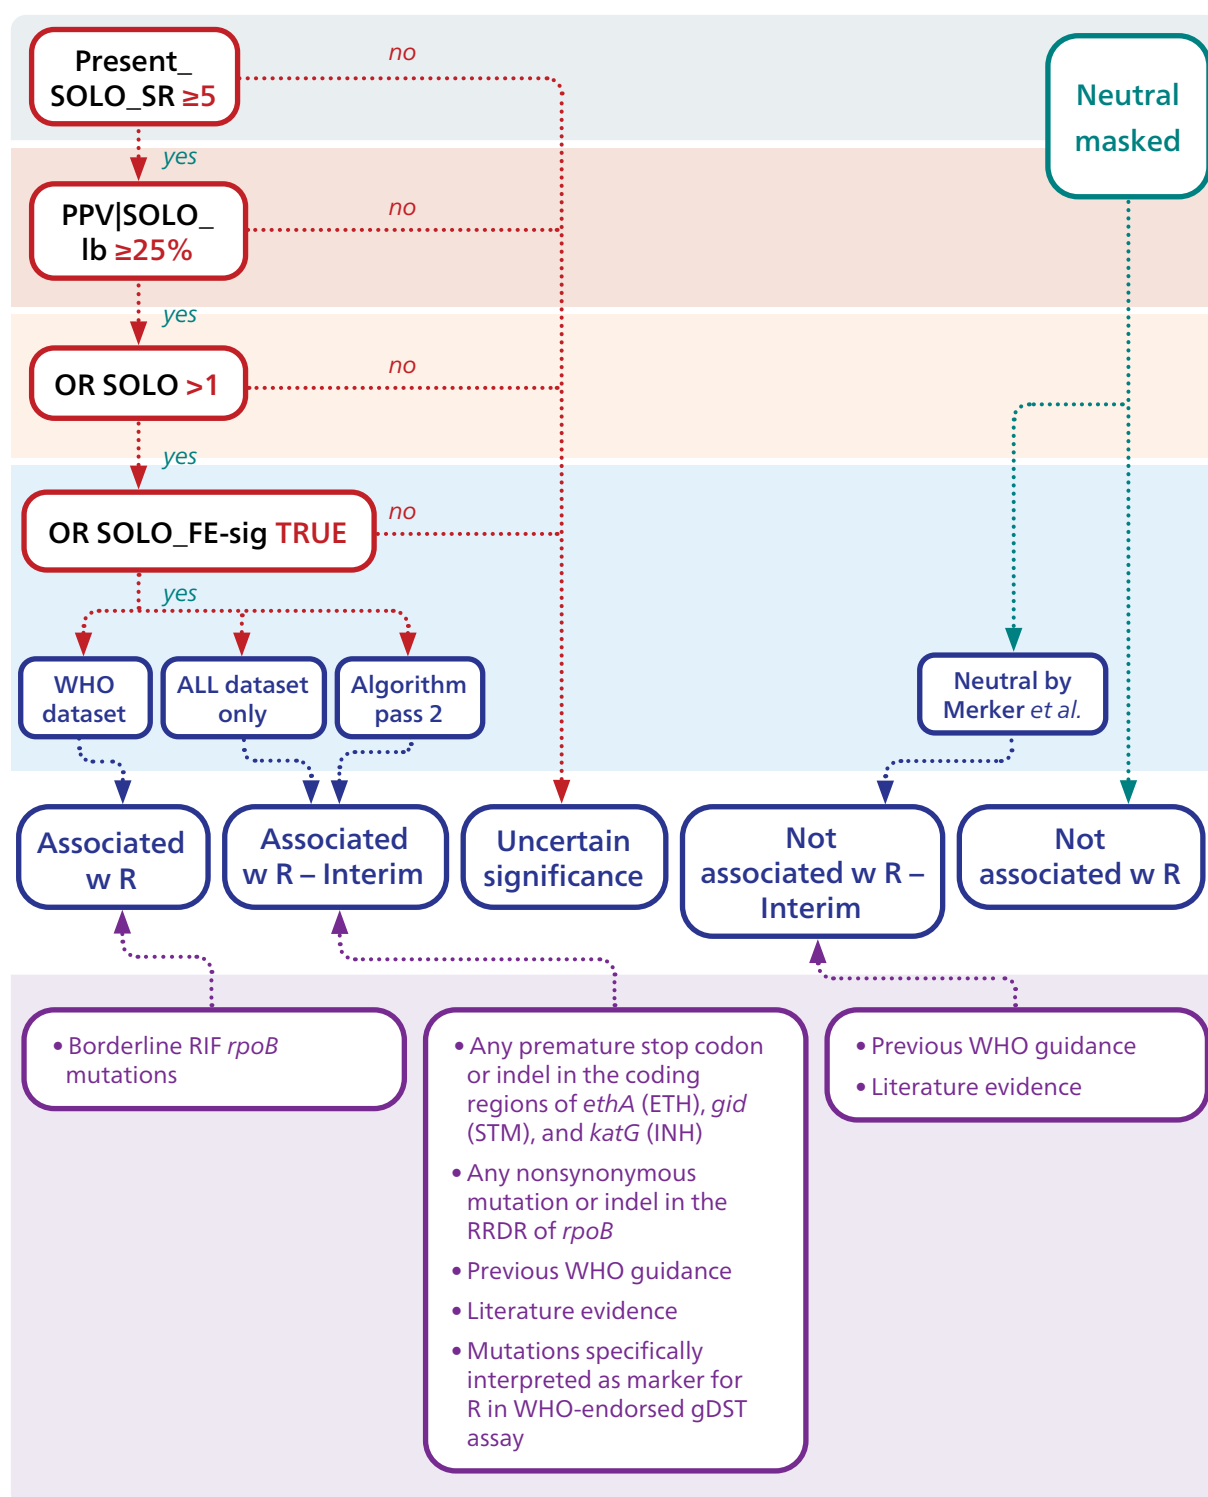 Present_
SOLO_SR ≥5
no
Neutral
masked
yes
PPV|SOLO_
lb ≥25%
no
yes
OR SOLO >1
no
yes
OR SOLO_FE-sig TRUE
no
yes
WHO
dataset
ALL dataset
only
Algorithm
pass 2
Neutral by
Merker et al.
Associated
w R
Associated
w R – Interim
Uncertain
significance
Not
associated w R –
Interim
Not
associated w R
• Borderline RIF rpoB
mutations
• Any premature stop codon
or indel in the coding
regions of ethA (ETH), gid
(STM), and katG (INH)
• Any nonsynonymous
mutation or indel in the
RRDR of rpoB
• Previous WHO guidance
• Literature evidence
• Mutations specifically
interpreted as marker for
R in WHO-endorsed gDST
assay
• Previous WHO guidance
• Literature evidence